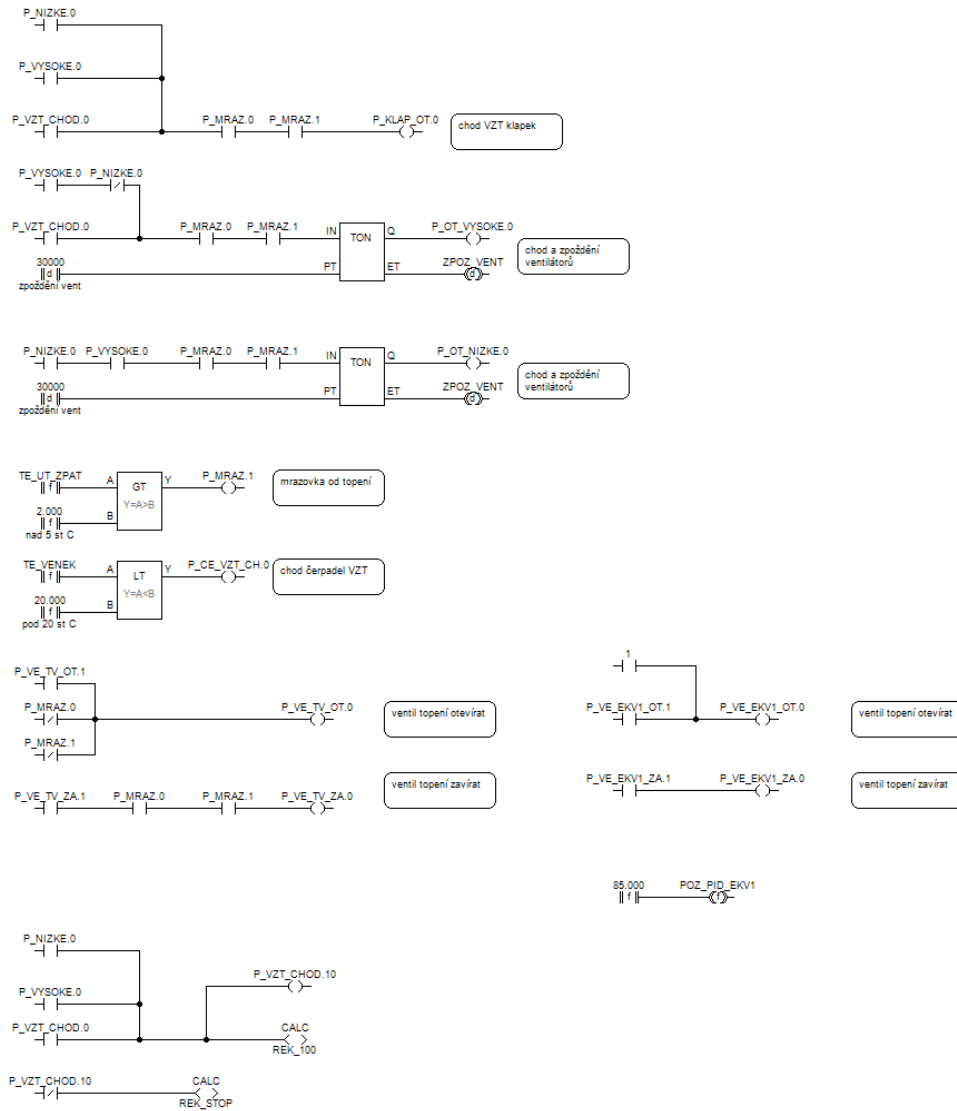 P_NIZKE.0
P_VYSOKE.0
P_VZT_CHOD.0 P_MRAZ.0 P_MRAZ.1 P_KLAP_OT.0
chod VZT klapek
P_VYSOKE.0 P_NIZKE.0
P_VZT_CHOD.0 P_MRAZ.0 P_MRAZ.1 IN TON Q P_OT_VYSOKE.0
30000 PT ET ZPOZ_VENT
d d
zpoždění vent
chod a zpoždění
ventilátorů
P_NIZKE.0 P_VYSOKE.0 P_MRAZ.0 P_MRAZ.1 IN TON Q P_OT_NIZKE.0
30000 PT ET ZPOZ_VENT
d d
zpoždění vent
chod a zpoždění
ventilátorů
TE_UT_ZPAT A GT Y P_MRAZ.1
f
Y=A>B
2.000 B
f
nad 5 st C
mrazovka od topení
TE_VENEK A LT Y P_CE_VZT_CH.0
f
Y=A<B
20.000 B
f
pod 20 st C
chod čerpadel VZT
P_VE_TV_OT.1
P_MRAZ.0 P_VE_TV_OT.0
P_MRAZ.1
ventil topení otevírat
P_VE_TV_ZA.1 P_MRAZ.0 P_MRAZ.1 P_VE_TV_ZA.0
ventil topení zavírat
1
P_VE_EKV1_OT.1 P_VE_EKV1_OT.0
ventil topení otevírat
P_VE_EKV1_ZA.1 P_VE_EKV1_ZA.0
ventil topení zavírat
85.000 POZ_PID_EKV1
f f
P_NIZKE.0
P_VYSOKE.0 P_VZT_CHOD.10
P_VZT_CHOD.0 CALC
REK_100
P_VZT_CHOD.10 CALC
REK_STOP